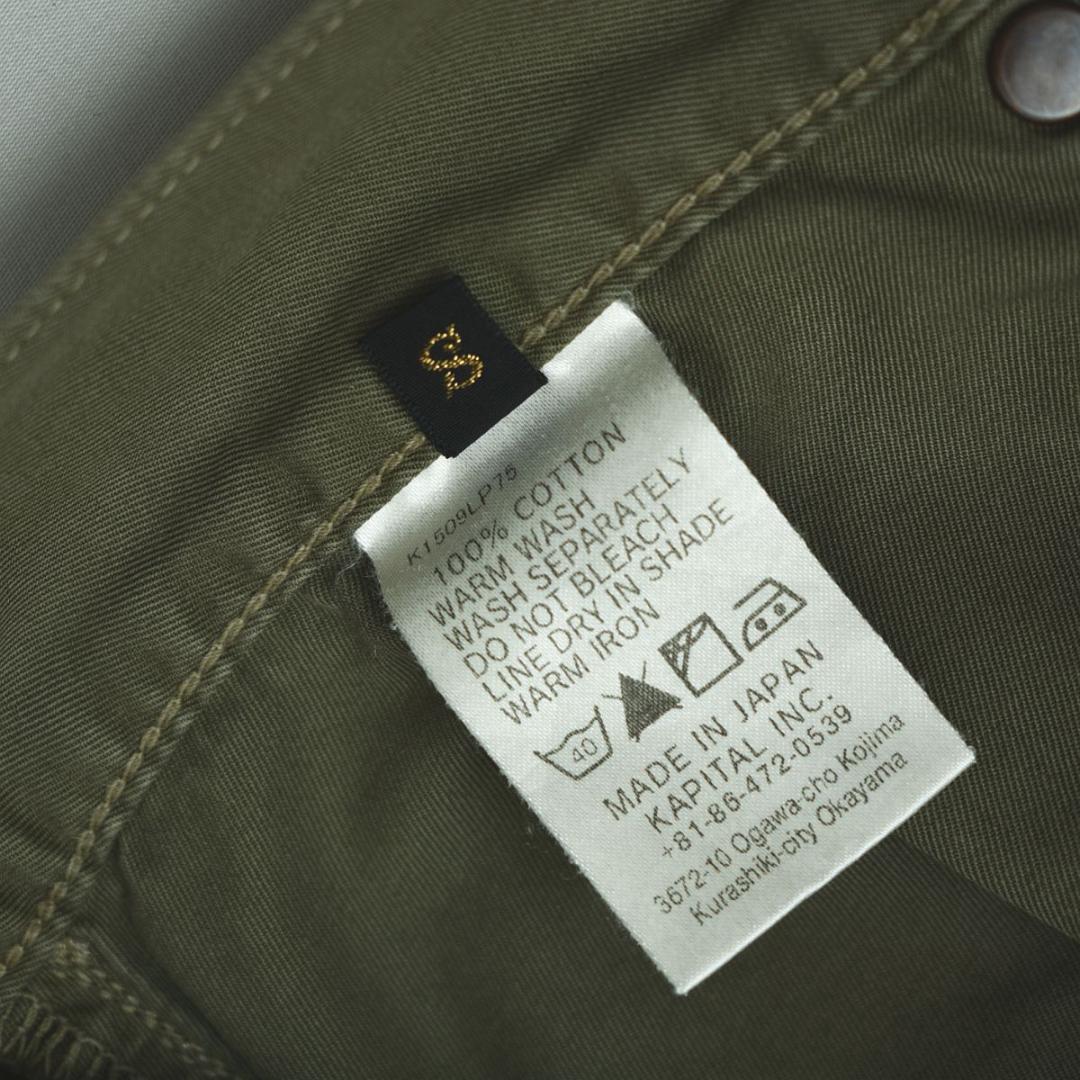 S
K1509LP75
100% COTTON
WARM WASH
WASH SEPARATELY
DO NOT BLEACH
LINE DRY IN SHADE
WARM IRON
40
MADE IN JAPAN
KAPITAL INC.
+81-86-472-0539
3672-10 Ogawa-cho Kojima
Kurashiki-city Okayama